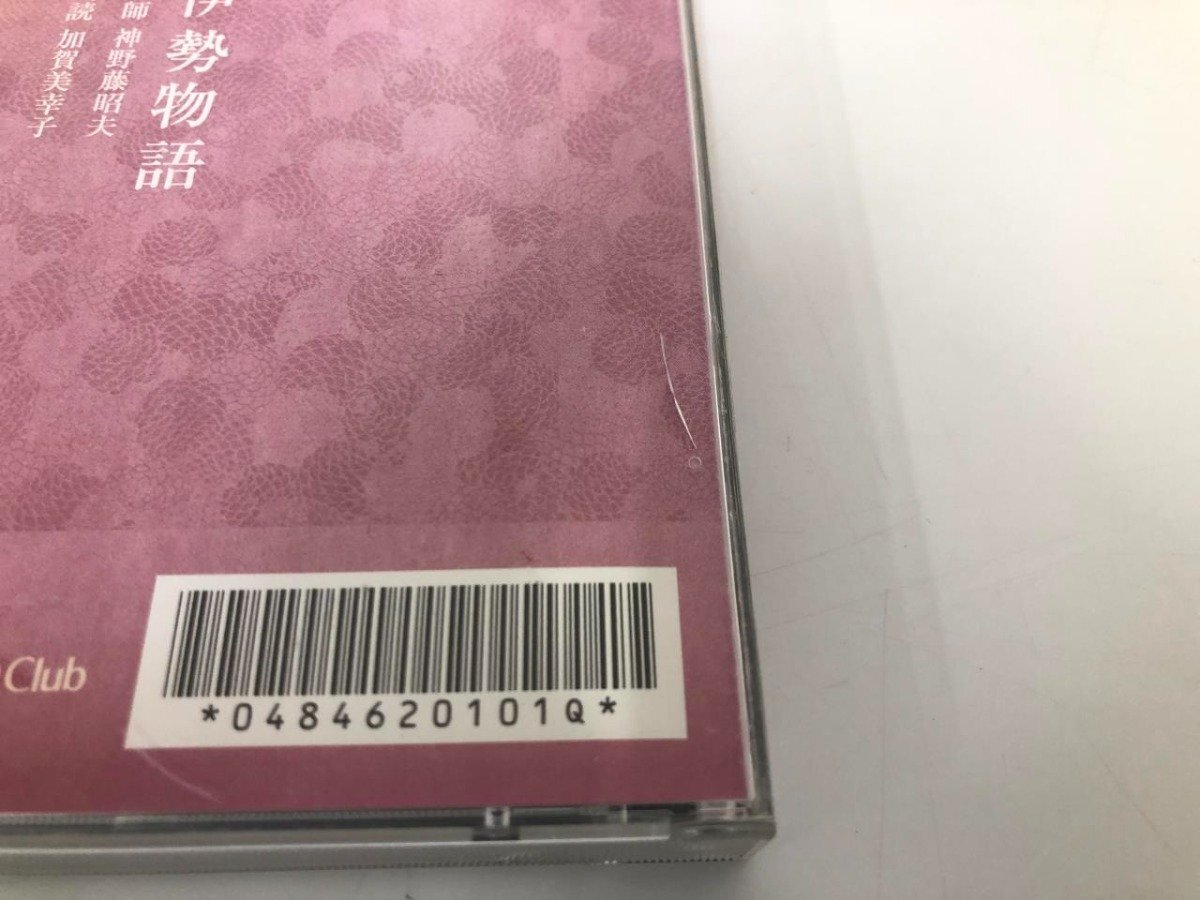 伊勢物語
師 神野藤昭夫
読 加賀美幸子
Club
*0484620101Q*